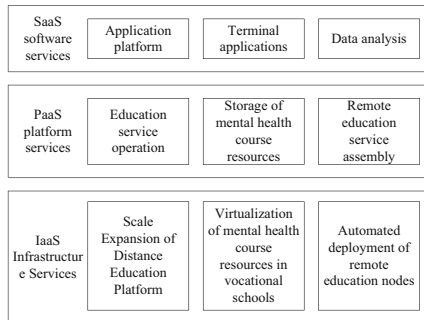 SaaS
software
services
Application
platform
Terminal
applications
Data analysis
PaaS
platform
services
Education
service
operation
Storage of
mental health
course
resources
Remote
education
service
assembly
IaaS
Infrastructur
e Services
Scale
Expansion of
Distance
Education
Platform
Virtualization
of mental health
course
resources in
vocational
schools
Automated
deployment of
remote
education nodes